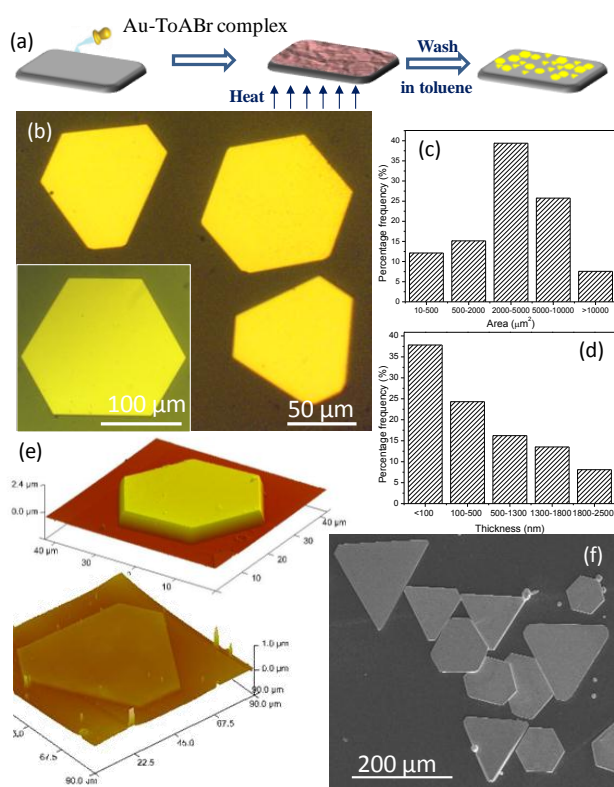 (a)
Au-ToABr complex
Heat
Wash
in toluene
(b)
100 µm
50 µm
(c)
Percentage frequency (%)
40
35
30
25
20
15
10
5
0
10-500 500-2000 2000-5000 5000-10000 >10000
Area (µm²)
(d)
Percentage frequency (%)
40
35
30
25
20
15
10
5
0
<100 100-500 500-1300 1300-1800 1800-2500
Thickness (nm)
(e)
2.4 µm
0.0 µm
40 µm
30
20
10
10
20
30
40 µm
1.0 µm
0.0 µm
90.0 µm
67.5
45.0
22.5
90.0 µm
67.5
(f)
200 µm